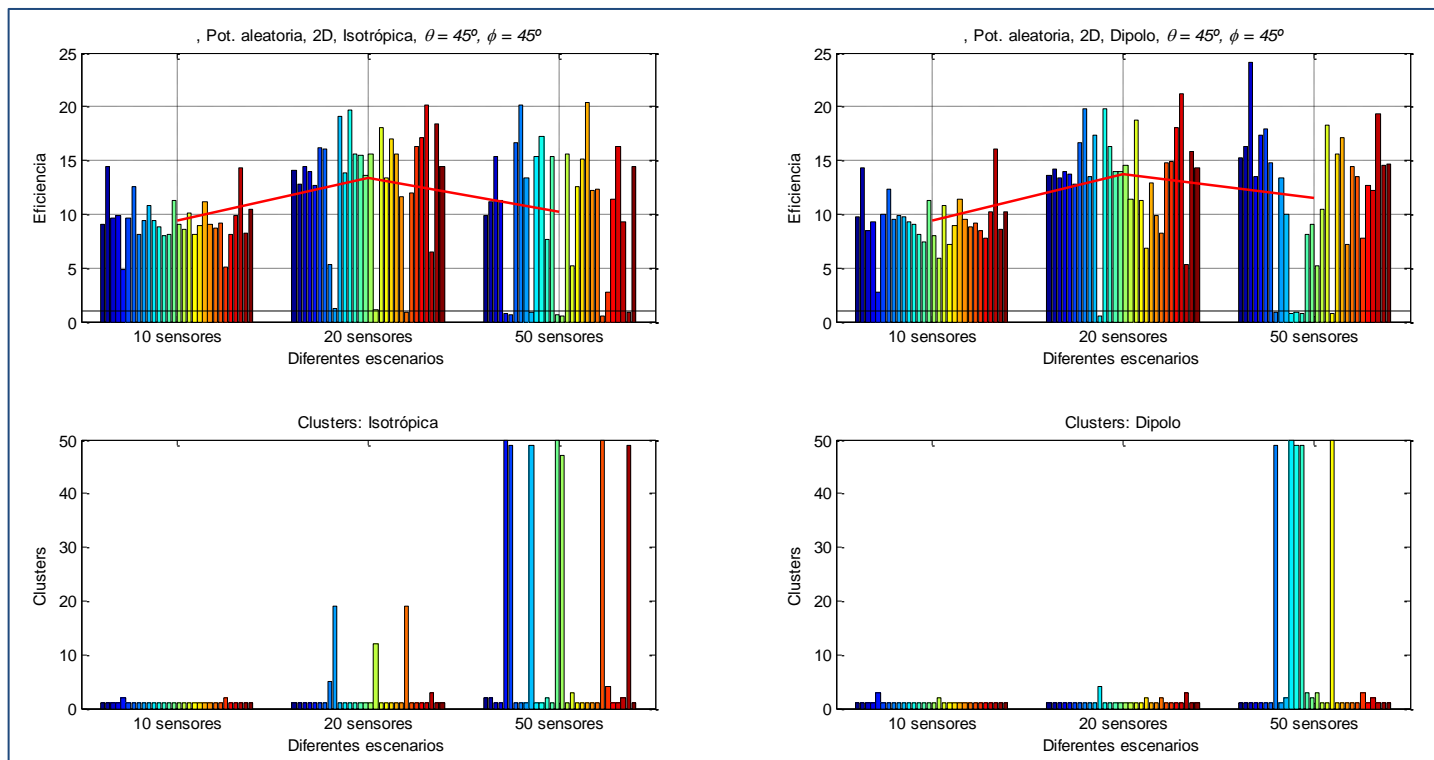 , Pot. aleatoria, 2D, Isotrópica, θ = 45º, ϕ = 45º
25
20
15
10
5
0
Eficiencia
10 sensores 20 sensores 50 sensores
Diferentes escenarios
, Pot. aleatoria, 2D, Dipolo, θ = 45º, ϕ = 45º
25
20
15
10
5
0
Eficiencia
10 sensores 20 sensores 50 sensores
Diferentes escenarios
Clusters: Isotrópica
50
40
30
20
10
0
Clusters
10 sensores 20 sensores 50 sensores
Diferentes escenarios
Clusters: Dipolo
50
40
30
20
10
0
Clusters
10 sensores 20 sensores 50 sensores
Diferentes escenarios